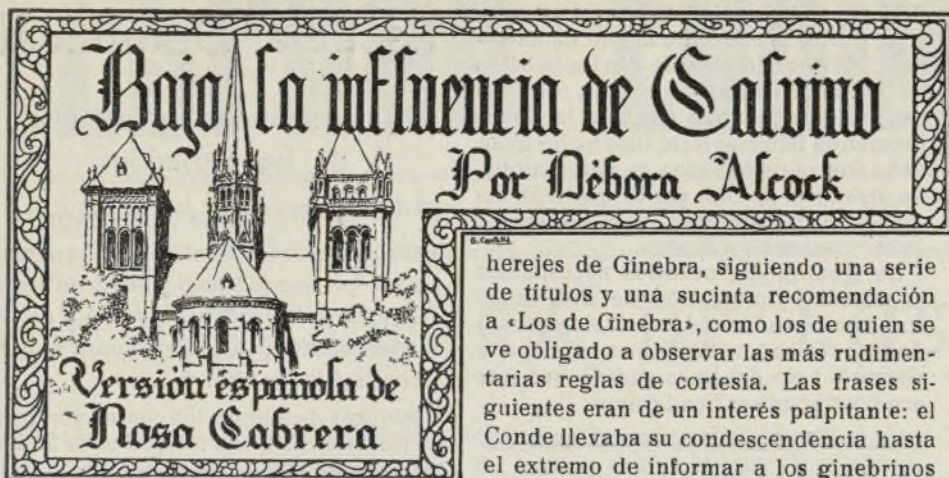 Bajo la influencia de Calvino
Por Débora Alcock
Versión española de
Rosa Cabrera
herejes de Ginebra, siguiendo una serie
de títulos y una sucinta recomendación
a «Los de Ginebra», como los de quien se
ve obligado a observar las más rudimen-
tarias reglas de cortesía. Las frases si-
guientes eran de un interés palpitante: el
Conde llevaba su condescendencia hasta
el extremo de informar a los ginebrinos